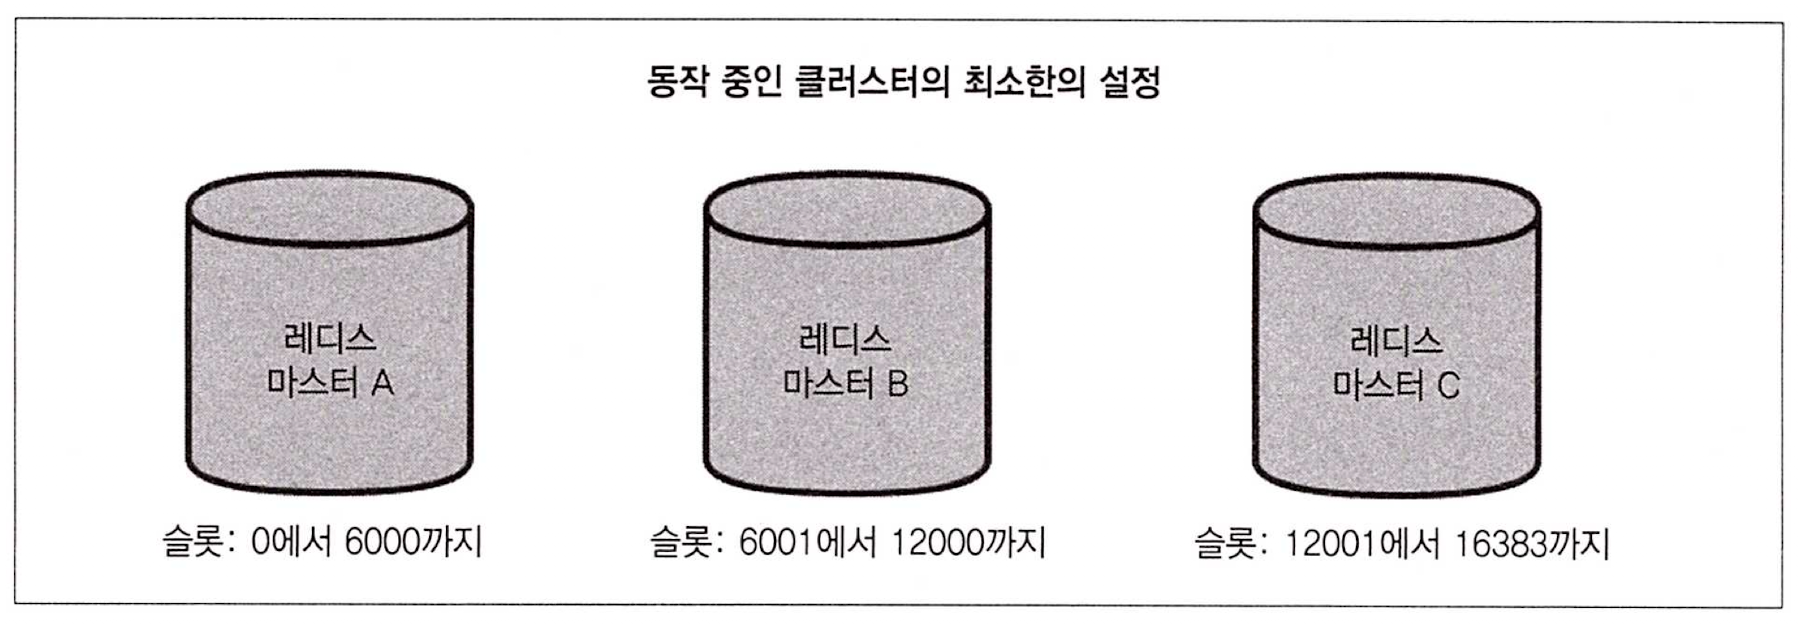 동작 중인 클러스터의 최소한의 설정
레디스
마스터 A
레디스
마스터 B
레디스
마스터 C
슬롯: 0에서 6000까지
슬롯: 6001에서 12000까지
슬롯: 12001에서 16383까지